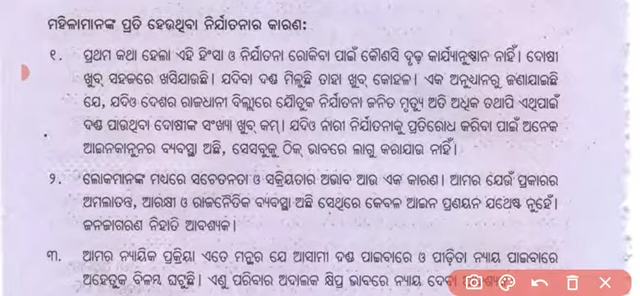 ମହିଳାମାନଙ୍କ ପ୍ରତି ହେଉଥିବା ନିର୍ଯାତନାର କାରଣ:
୧. ପ୍ରଥମ କଥା ହେଲା ଏହି ହିଂସା ଓ ନିର୍ଯାତନା ରୋକିବା ପାଇଁ କୌଣସି ଦୃଢ଼ କାର୍ଯ୍ୟାନୁଷ୍ଠାନ ନାହିଁ। ଦୋଷୀ
ଖୁବ୍ ସହଜରେ ଖସିଯାଉଛି। ଯଦିବା ଦଣ୍ଡ ମିଳୁଛି ତାହା ଖୁବ୍ କୋହଳ। ଏକ ଅନୁଧ୍ୟାନରୁ ଜଣାଯାଇଛି
ଯେ, ଯଦିଓ ଦେଶର ରାଜଧାନୀ ଦିଲ୍ଲୀରେ ଯୌତୁକ ନିର୍ଯାତନା ଜନିତ ମୃତ୍ୟୁ ଅତି ଅଧିକ ତଥାପି ଏଥିପାଇଁ
ଦଣ୍ଡ ପାଉଥିବା ଦୋଷୀଙ୍କ ସଂଖ୍ୟା ଖୁବ୍ କମ୍। ଯଦିଓ ନାରୀ ନିର୍ଯାତନାକୁ ପ୍ରତିରୋଧ କରିବା ପାଇଁ ଅନେକ
ଆଇନକାନୁନର ବ୍ୟବସ୍ଥା ଅଛି, ସେସବୁକୁ ଠିକ୍ ଭାବରେ ଲାଗୁ କରାଯାଉ ନାହିଁ।
୨. ଲୋକମାନଙ୍କ ମଧ୍ୟରେ ସଚେତନତା ଓ ସକ୍ରିୟତାର ଅଭାବ ଆଉ ଏକ କାରଣ। ଆମର ଯେଉଁ ପ୍ରକାରର
ଅମଲାତନ୍ତ୍ର, ଆରକ୍ଷୀ ଓ ରାଜନୈତିକ ବ୍ୟବସ୍ଥା ଅଛି ସେଥିରେ କେବଳ ଆଇନ ପ୍ରଣୟନ ଯଥେଷ୍ଟ ନୁହେଁ।
ଜନଜାଗରଣ ନିହାତି ଆବଶ୍ୟକ।
୩. ଆମର ନ୍ୟାୟିକ ପ୍ରକ୍ରିୟା ଏତେ ମନ୍ଥର ଯେ ଆସାମୀ ଦଣ୍ଡ ପାଇବାରେ ଓ ପୀଡ଼ିତା ନ୍ୟାୟ ପାଇବାରେ
ଅହେତୁକ ବିଳମ୍ବ ଘଟୁଛି। ଏଣୁ ପରିବାର ଅଦାଲତ କ୍ଷିପ୍ର ଭାବରେ ନ୍ୟାୟ ଦେବା